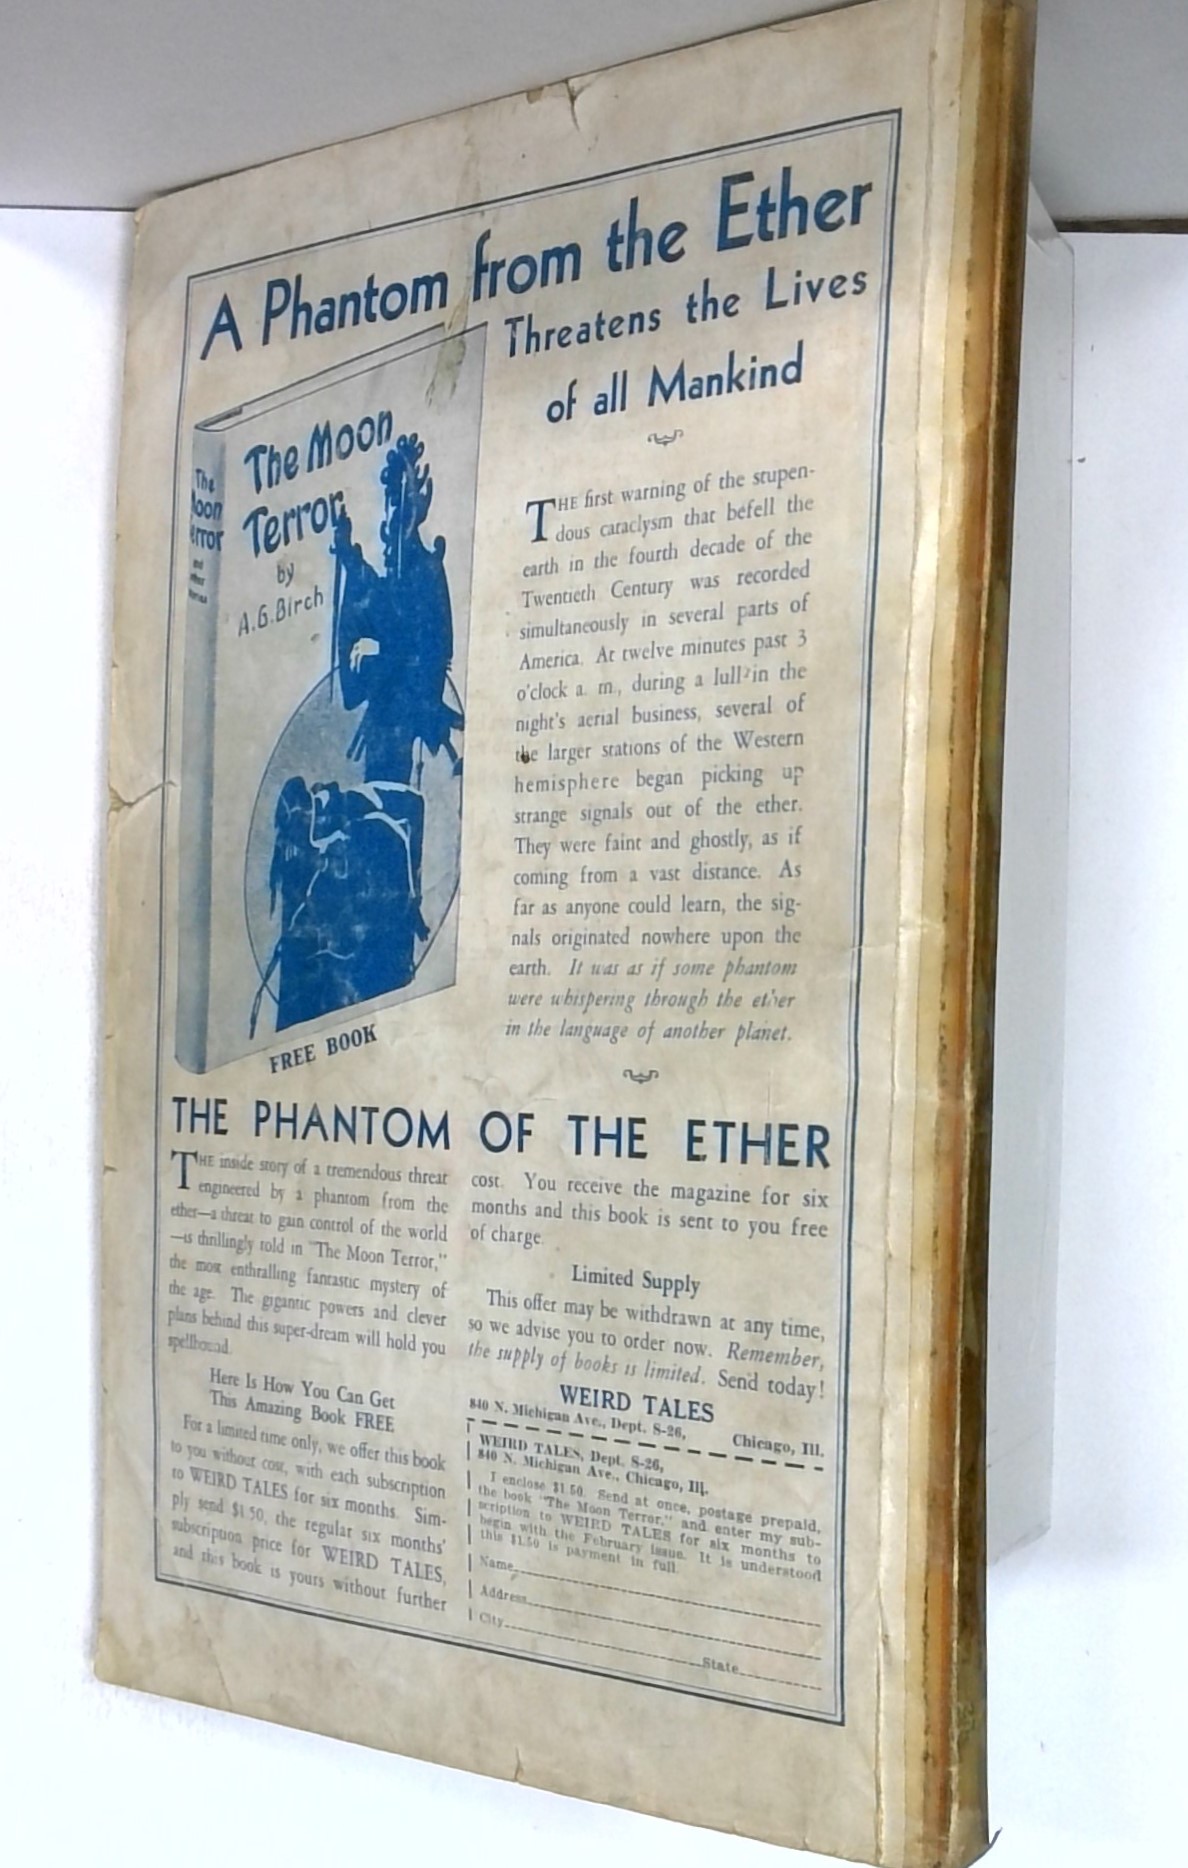 A Phantom from the Ether
Threatens the Lives
of all Mankind
The Moon
Terror
by
A.G. Birch
The
Moon
Terror
and
other
stories
FREE BOOK
THE first warning of the stupen-
dous cataclysm that befell the
earth in the fourth decade of the
Twentieth Century was recorded
simultaneously in several parts of
America. At twelve minutes past 3
o'clock a. m., during a lull in the
night's aerial business, several of
the larger stations of the Western
hemisphere began picking up
strange signals out of the ether.
They were faint and ghostly, as if
coming from a vast distance. As
far as anyone could learn, the sig-
nals originated nowhere upon the
earth. It was as if some phantom
were whispering through the ether
in the language of another planet.
THE PHANTOM OF THE ETHER
THE inside story of a tremendous threat
engineered by a phantom from the
ether—a threat to gain control of the world
—is thrillingly told in "The Moon Terror,"
the most enthralling fantastic mystery of
the age. The gigantic powers and clever
plans behind this super-dream will hold you
spellbound.
Here Is How You Can Get
This Amazing Book FREE
For a limited time only, we offer this book
to you without cost, with each subscription
to WEIRD TALES for six months. Sim-
ply send $1.50, the regular six months'
subscription price for WEIRD TALES,
and this book is yours without further
cost. You receive the magazine for six
months and this book is sent to you free
of charge.
Limited Supply
This offer may be withdrawn at any time,
so we advise you to order now. Remember,
the supply of books is limited. Send today!
WEIRD TALES
840 N. Michigan Ave., Dept. S-26, Chicago, Ill.
WEIRD TALES, Dept. S-26,
840 N. Michigan Ave., Chicago, Ill.
I enclose $1.50. Send at once, postage prepaid,
the book "The Moon Terror," and enter my sub-
scription to WEIRD TALES for six months to
begin with the February issue. It is understood
this $1.50 is payment in full.
Name
Address
City
State